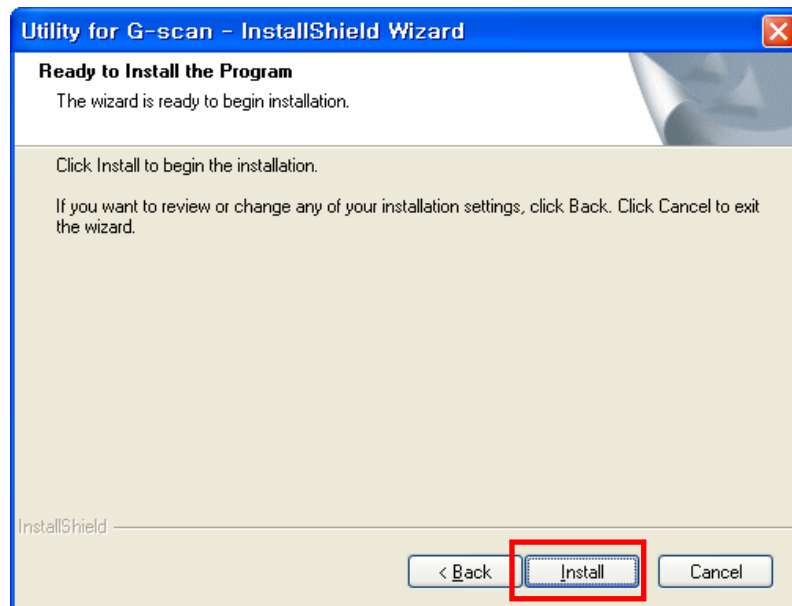 Utility for G-scan - InstallShield Wizard
Ready to Install the Program
The wizard is ready to begin installation.
Click Install to begin the installation.
If you want to review or change any of your installation settings, click Back. Click Cancel to exit
the wizard.
InstallShield
< Back Install Cancel